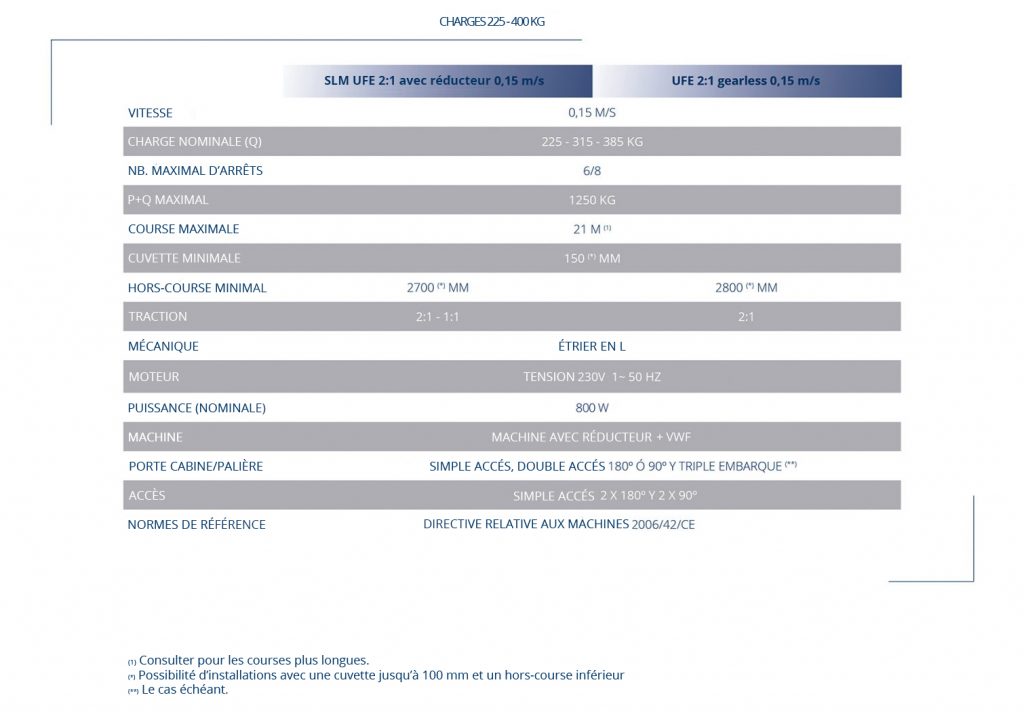 CHARGES 225 - 400 KG
SLM UFE 2:1 avec réducteur 0,15 m/s UFE 2:1 gearless 0,15 m/s
VITESSE 0,15 M/S
CHARGE NOMINALE (Q) 225 - 315 - 385 KG
NB. MAXIMAL D’ARRÊTS 6/8
P+Q MAXIMAL 1250 KG
COURSE MAXIMALE 21 M (1)
CUVETTE MINIMALE 150 (*) MM
HORS-COURSE MINIMAL 2700 (*) MM 2800 (*) MM
TRACTION 2:1 - 1:1 2:1
MÉCANIQUE ÉTRIER EN L
MOTEUR TENSION 230V 1~ 50 HZ
PUISSANCE (NOMINALE) 800 W
MACHINE MACHINE AVEC RÉDUCTEUR + VWF
PORTE CABINE/PALIÈRE SIMPLE ACCÉS, DOUBLE ACCÉS 180º Ó 90º Y TRIPLE EMBARQUE (**)
ACCÈS SIMPLE ACCÉS 2 X 180º Y 2 X 90º
NORMES DE RÉFÉRENCE DIRECTIVE RELATIVE AUX MACHINES 2006/42/CE
(1) Consulter pour les courses plus longues.
(*) Possibilité d’installations avec une cuvette jusqu’à 100 mm et un hors-course inférieur
(**) Le cas échéant.